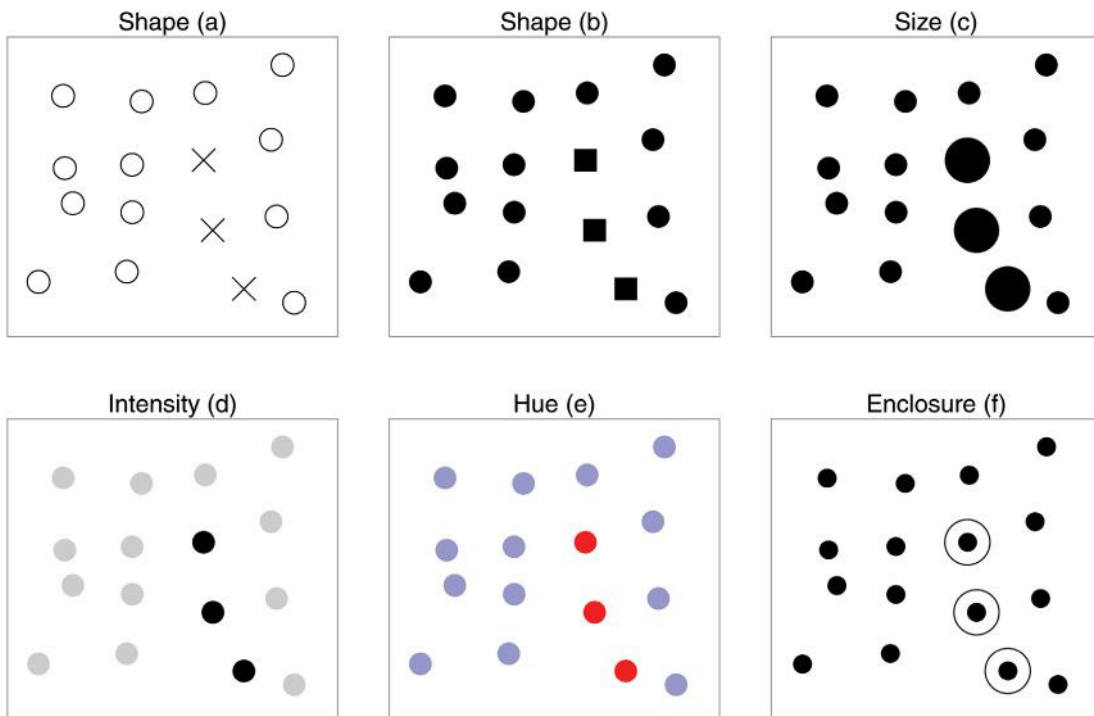 Shape (a)
Shape (b)
Size (c)
Intensity (d)
Hue (e)
Enclosure (f)